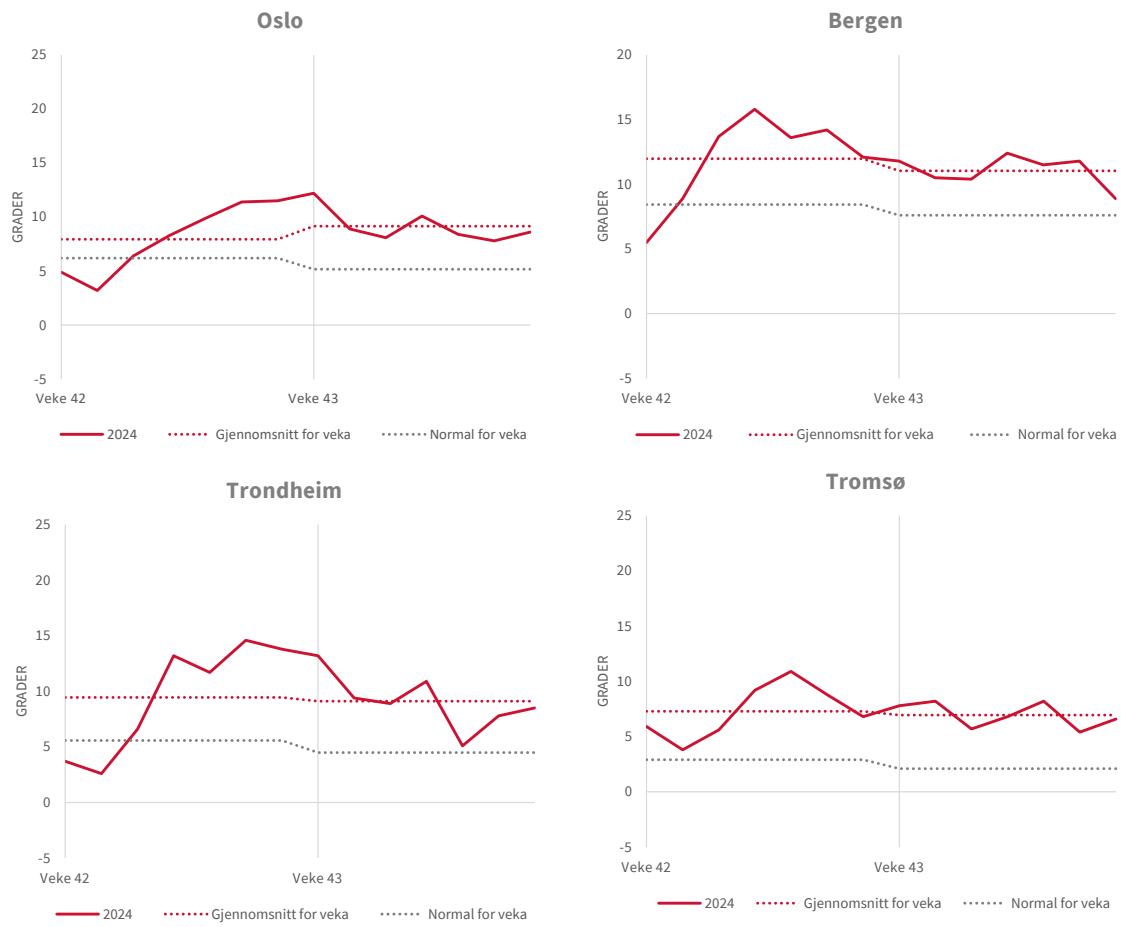 Oslo
25
20
15
10
5
0
-5
GRADER
Veke 42
Veke 43
2024
Gjennomsnitt for veka
Normal for veka
Bergen
20
15
10
5
0
-5
GRADER
Veke 42
Veke 43
2024
Gjennomsnitt for veka
Normal for veka
Trondheim
25
20
15
10
5
0
-5
GRADER
Veke 42
Veke 43
2024
Gjennomsnitt for veka
Normal for veka
Tromsø
25
20
15
10
5
0
-5
GRADER
Veke 42
Veke 43
2024
Gjennomsnitt for veka
Normal for veka